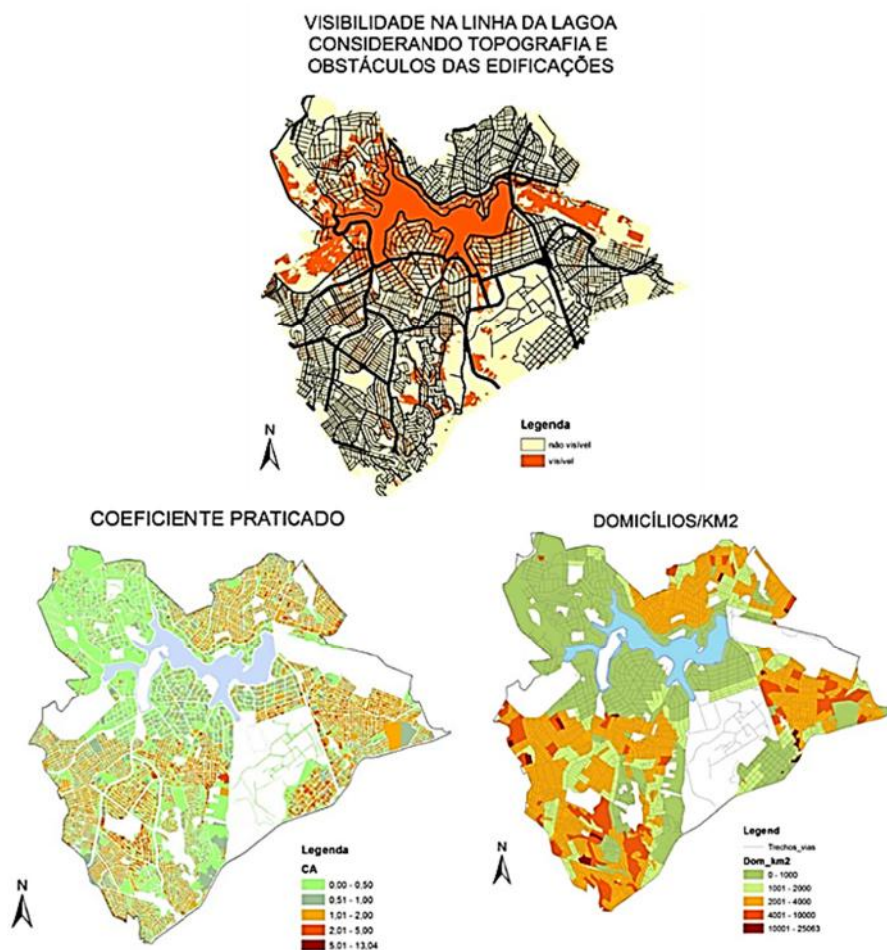 VISIBILIDADE NA LINHA DA LAGOA
CONSIDERANDO TOPOGRAFIA E
OBSTÁCULOS DAS EDIFICAÇÕES
N
Legenda
não visível
visível
COEFICIENTE PRATICADO
N
Legenda
CA
0,00 - 0,50
0,51 - 1,00
1,01 - 2,00
2,01 - 5,00
5,01 - 13,04
DOMICÍLIOS/KM2
N
Legend
Trechos_vias
Dom_km2
0 - 1000
1001 - 2000
2001 - 4000
4001 - 10000
10001 - 25063